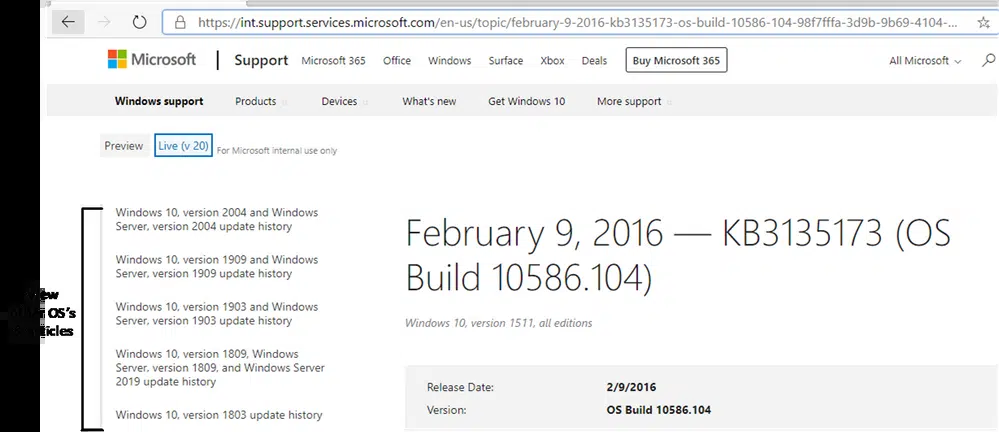 https://int.support.services.microsoft.com/en-us/topic/february-9-2016-kb3135173-os-build-10586-104-98f7fffa-3d9b-9b69-4104-...
Microsoft | Support Microsoft 365 Office Windows Surface Xbox Deals Buy Microsoft 365 All Microsoft
Windows support Products Devices What's new Get Windows 10 More support
Preview Live (v 20) For Microsoft internal use only
Windows 10, version 2004 and Windows
Server, version 2004 update history
Windows 10, version 1909 and Windows
Server, version 1909 update history
Windows 10, version 1903 and Windows
Server, version 1903 update history
Windows 10, version 1809, Windows
Server, version 1809, and Windows Server
2019 update history
Windows 10, version 1803 update history
OS's
February 9, 2016 — KB3135173 (OS
Build 10586.104)
Windows 10, version 1511, all editions
Release Date: 2/9/2016
Version: OS Build 10586.104